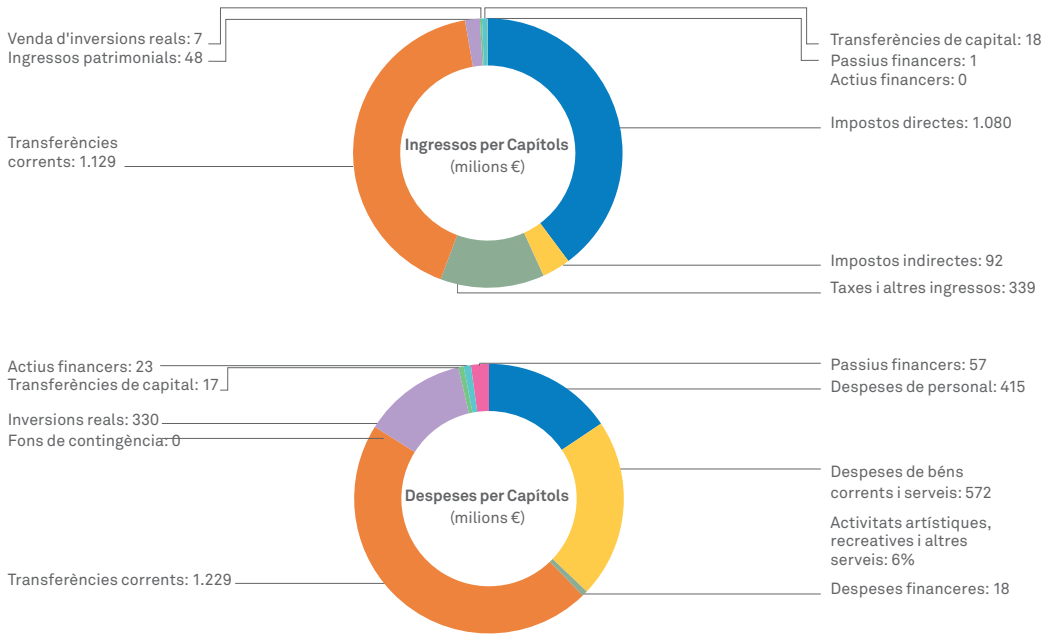 Venda d'inversions reals: 7
Ingressos patrimonials: 48
Transferències
corrents: 1.129
Ingressos per Capítols
(milions €)
Transferències de capital: 18
Passius financers: 1
Actius financers: 0
Impostos directes: 1.080
Impostos indirectes: 92
Taxes i altres ingressos: 339
Actius financers: 23
Transferències de capital: 17
Inversions reals: 330
Fons de contingència: 0
Transferències corrents: 1.229
Despeses per Capítols
(milions €)
Passius financers: 57
Despeses de personal: 415
Despeses de béns
corrents i serveis: 572
Activitats artístiques,
recreatives i altres
serveis: 6%
Despeses financeres: 18